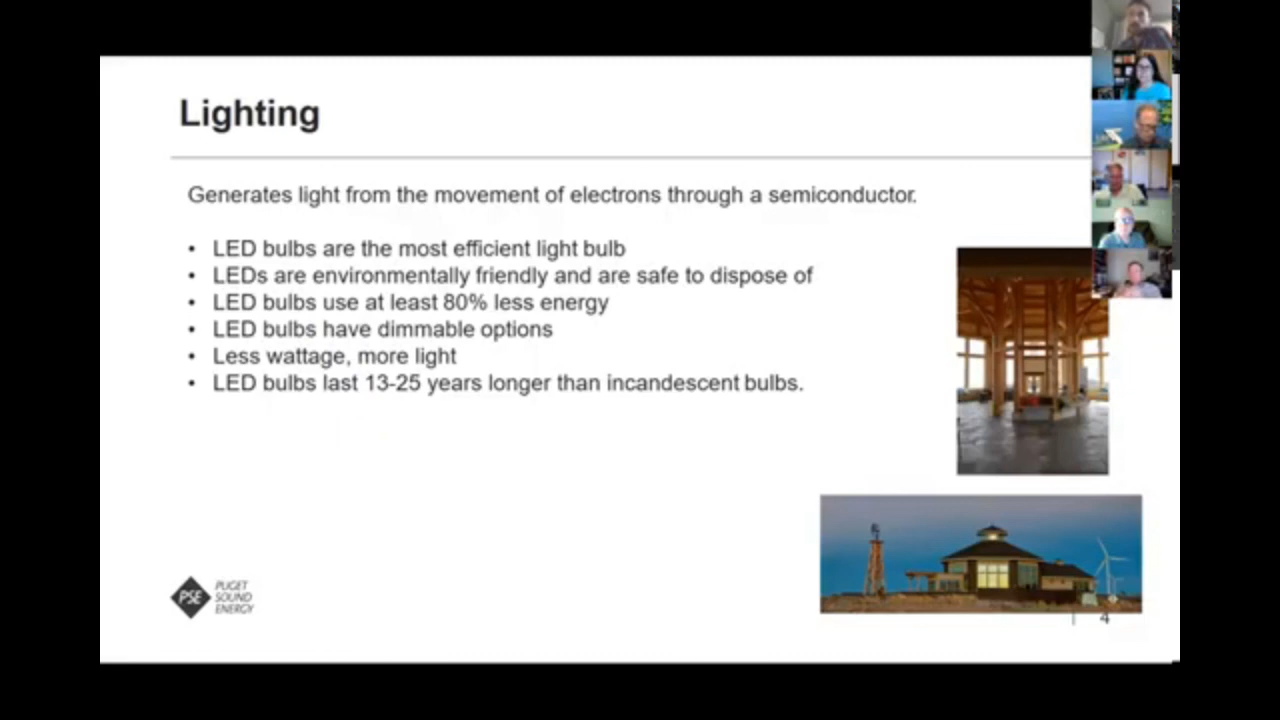 Lighting
Generates light from the movement of electrons through a semiconductor.
• LED bulbs are the most efficient light bulb
• LEDs are environmentally friendly and are safe to dispose of
• LED bulbs use at least 80% less energy
• LED bulbs have dimmable options
• Less wattage, more light
• LED bulbs last 13-25 years longer than incandescent bulbs.
PSE
PUGET
SOUND
ENERGY
4